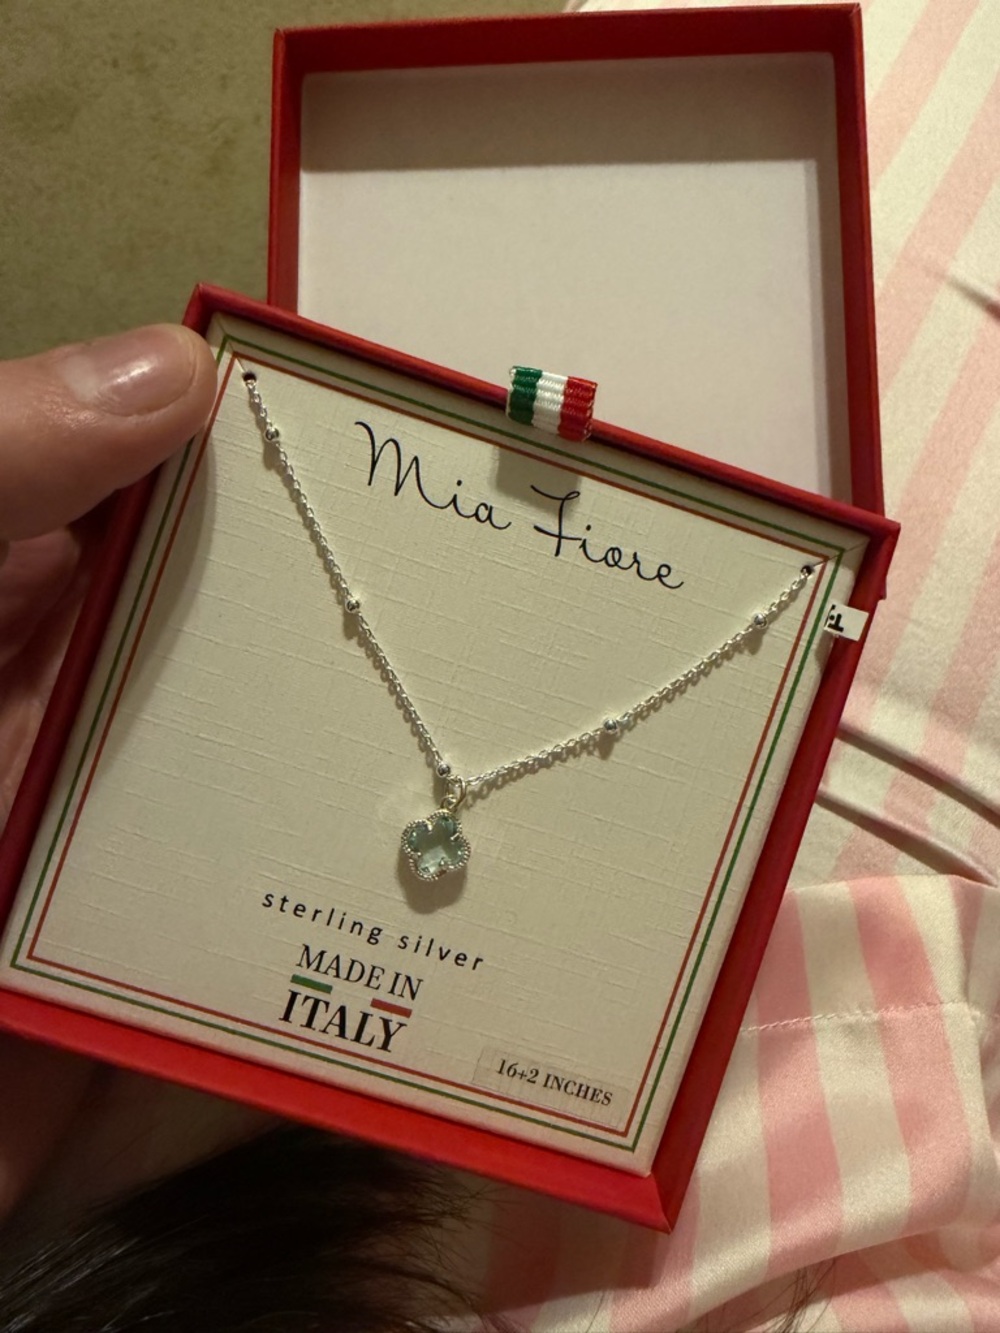 Mia Fiore
sterling silver
MADE IN
ITALY
16+2 INCHES